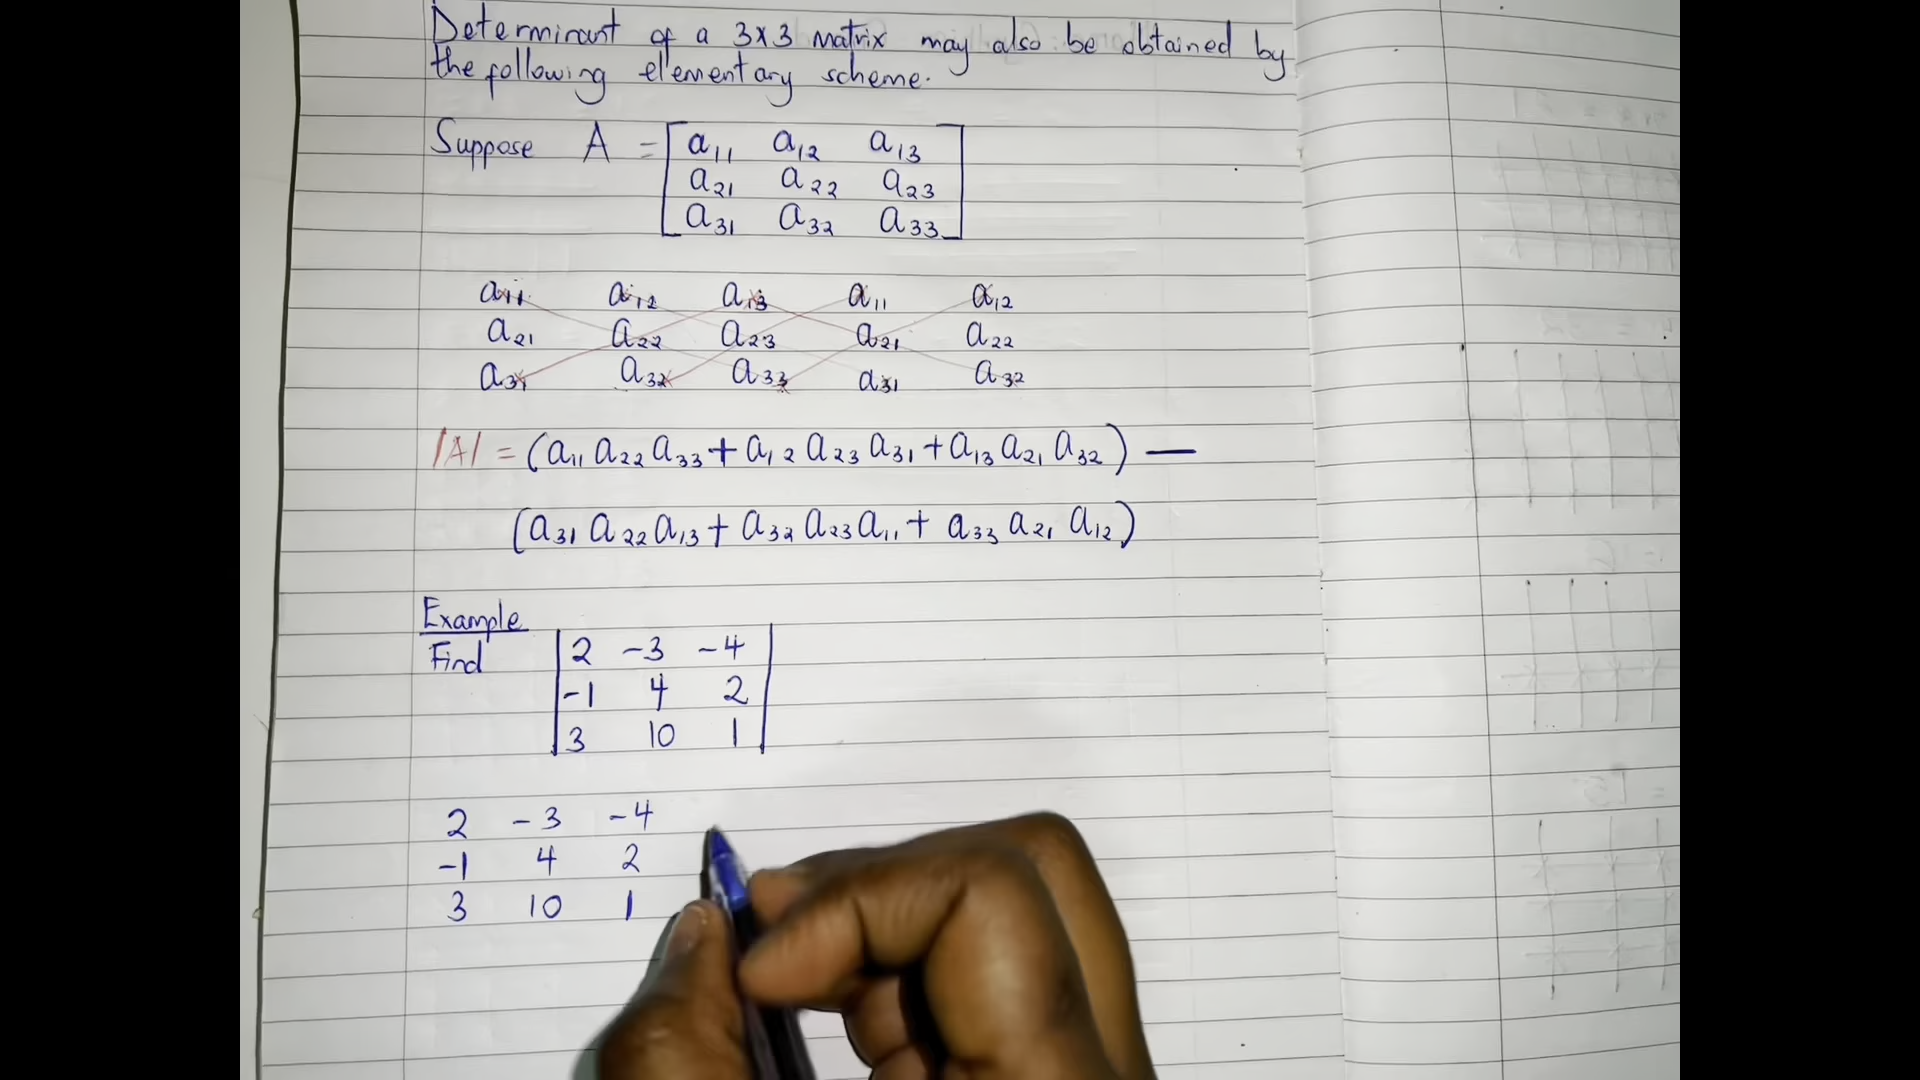 Determinant of a 3x3 matrix may also be obtained by
the following elementary scheme.
Suppose A = [a11 a12 a13
a21 a22 a23
a31 a32 a33]
a11 a12 a13 a11 a12
a21 a22 a23 a21 a22
a31 a32 a33 a31 a32
|A| = (a11 a22 a33 + a12 a23 a31 + a13 a21 a32) —
(a31 a22 a13 + a32 a23 a11 + a33 a21 a12)
Example
Find |2 -3 -4|
|-1 4 2|
|3 10 1|
2 -3 -4
-1 4 2
3 10 1